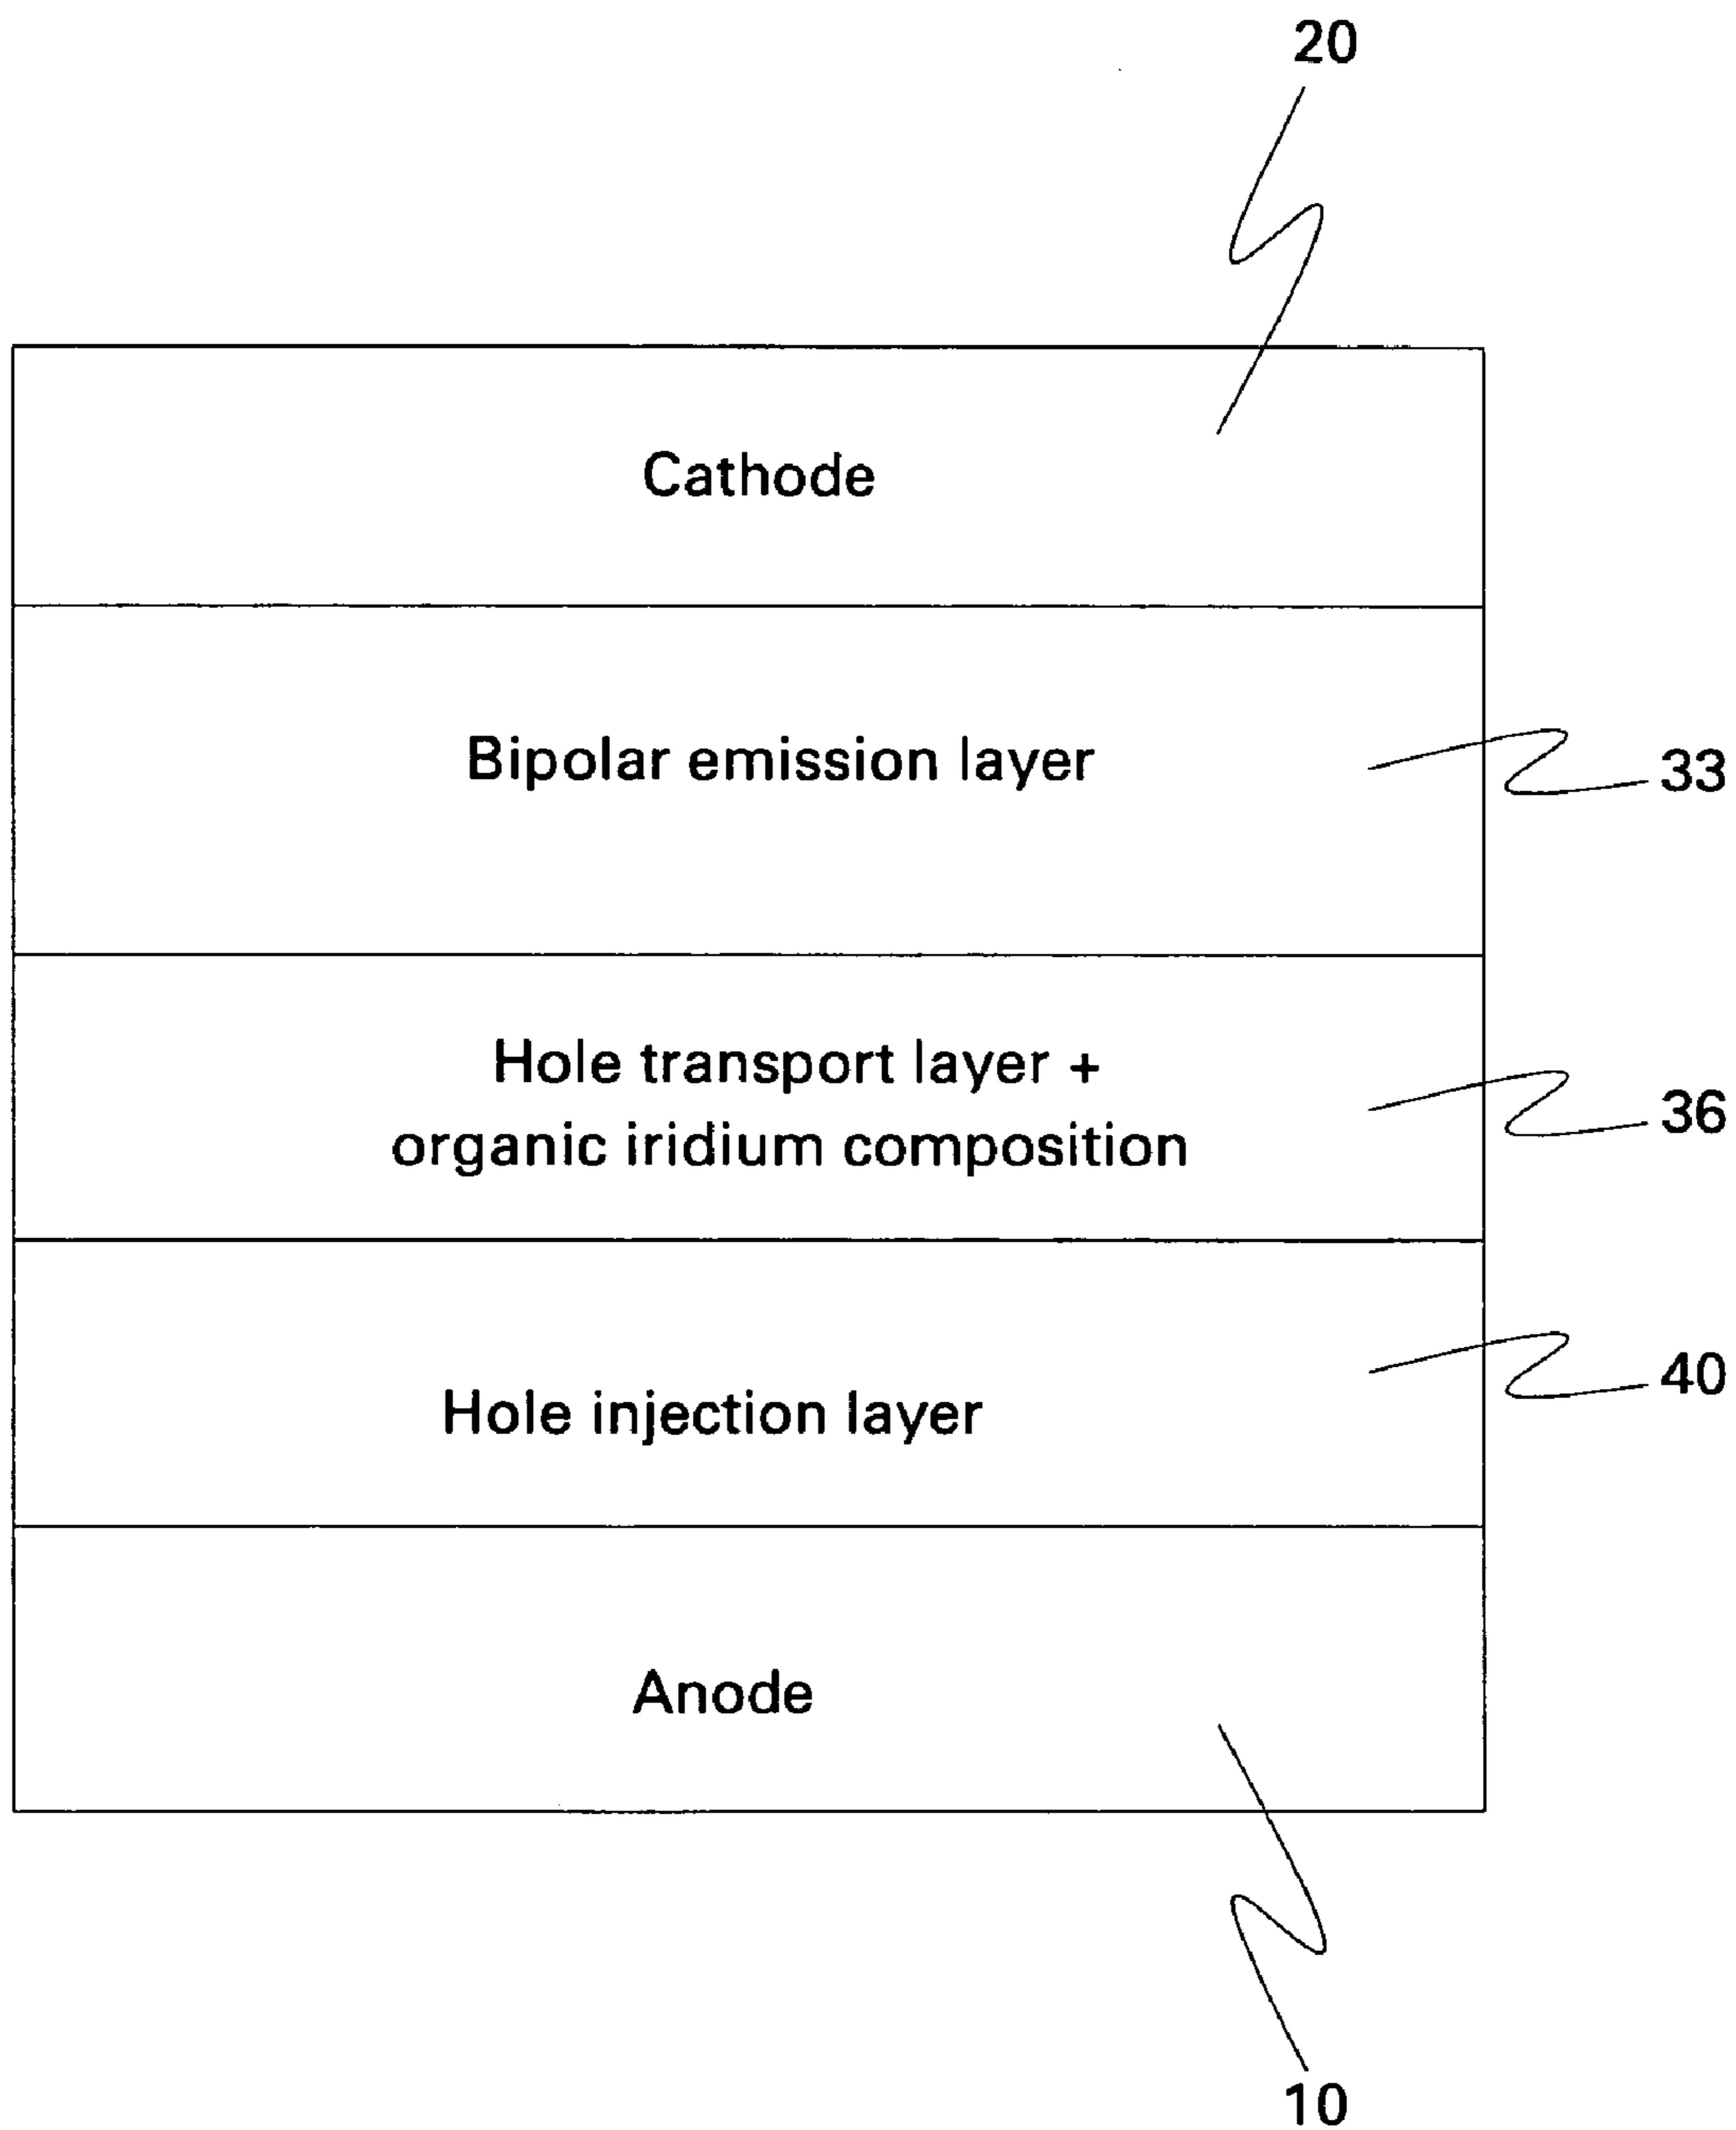 20
Cathode
Bipolar emission layer
33
Hole transport layer +
organic iridium composition
36
40
Hole injection layer
Anode
10